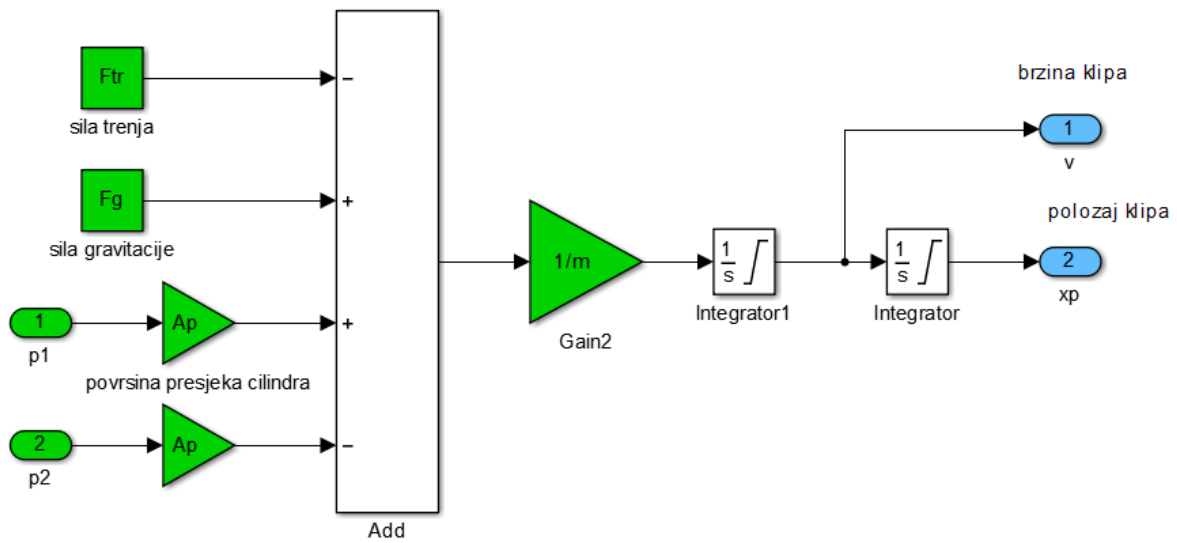 Ftr
sila trenja
−
Fg
sila gravitacije
+
1
p1
Ap
povrsina presjeka cilindra
+
2
p2
Ap
−
Add
1/m
Gain2
1
s
Integrator1
1
s
Integrator
brzina klipa
1
v
polozaj klipa
2
xp